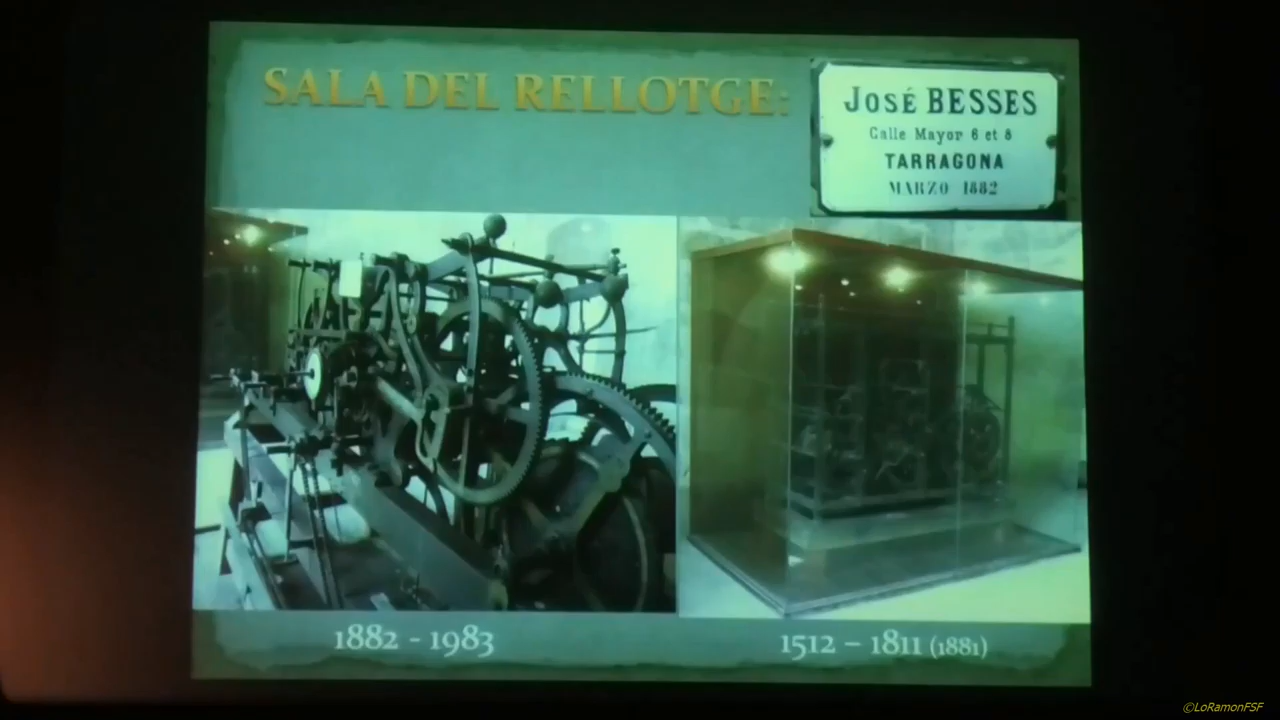 SALA DEL RELLOTGE:
José BESSES
Calle Mayor 6 et 8
TARRAGONA
MARZO 1882
1882 - 1983
1512 – 1811 (1881)
©LoRamonFSF